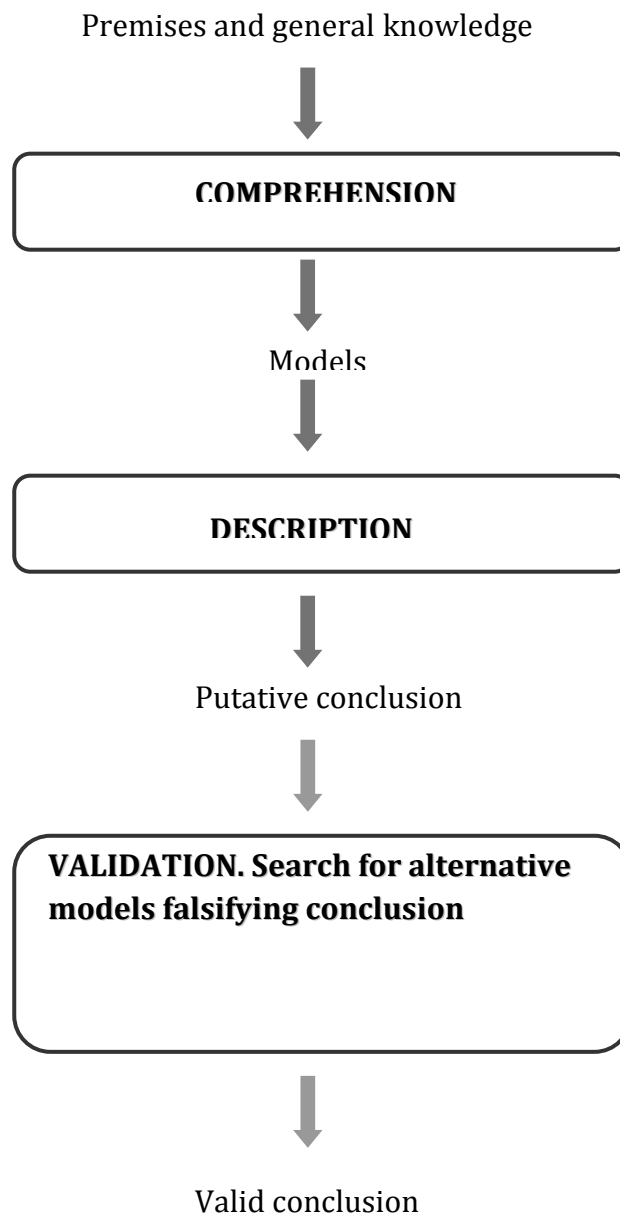 Premises and general knowledge
COMPREHENSION
Models
DESCRIPTION
Putative conclusion
VALIDATION. Search for alternative
models falsifying conclusion
Valid conclusion